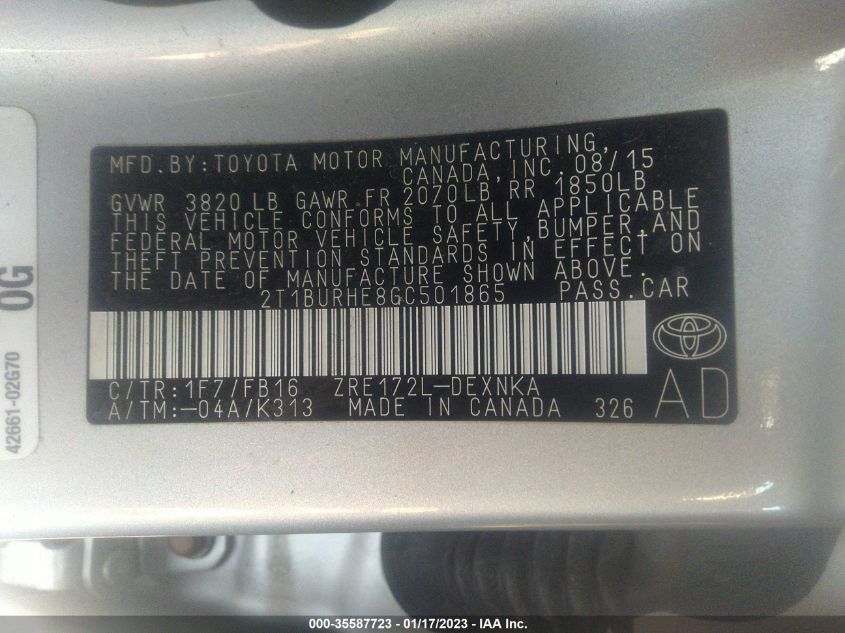 MFD.BY:TOYOTA MOTOR MANUFACTURING,
CANADA,INC. 08/15
GVWR 3820 LB GAWR FR 2070LB RR 1850LB
THIS VEHICLE CONFORMS TO ALL APPLICABLE
FEDERAL MOTOR VEHICLE SAFETY,BUMPER,AND
THEFT PREVENTION STANDARDS IN EFFECT ON
THE DATE OF MANUFACTURE SHOWN ABOVE.
2T1BURHE8GC501865 PASS.CAR
C/TR:1F7/FB16 ZRE172L-DEXNKA
A/TM:-04A/K313 MADE IN CANADA 326
AD
42661-02G70
0G
000-35587723 - 01/17/2023 - IAA Inc.